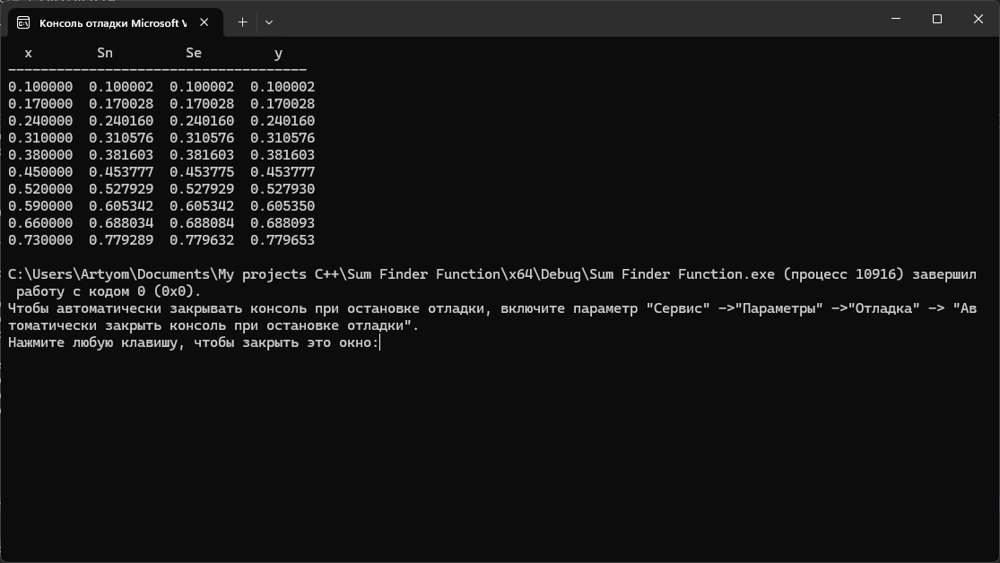 Консоль отладки Microsoft V
x Sn Se y
-------------------------------------
0.100000 0.100002 0.100002 0.100002
0.170000 0.170028 0.170028 0.170028
0.240000 0.240160 0.240160 0.240160
0.310000 0.310576 0.310576 0.310576
0.380000 0.381603 0.381603 0.381603
0.450000 0.453777 0.453775 0.453777
0.520000 0.527929 0.527929 0.527930
0.590000 0.605342 0.605342 0.605350
0.660000 0.688034 0.688084 0.688093
0.730000 0.779289 0.779632 0.779653
C:\Users\Artyom\Documents\My projects C++\Sum Finder Function\x64\Debug\Sum Finder Function.exe (процесс 10916) завершил
работу с кодом 0 (0x0).
Чтобы автоматически закрывать консоль при остановке отладки, включите параметр "Сервис" ->"Параметры" ->"Отладка" -> "Ав
томатически закрыть консоль при остановке отладки".
Нажмите любую клавишу, чтобы закрыть это окно: